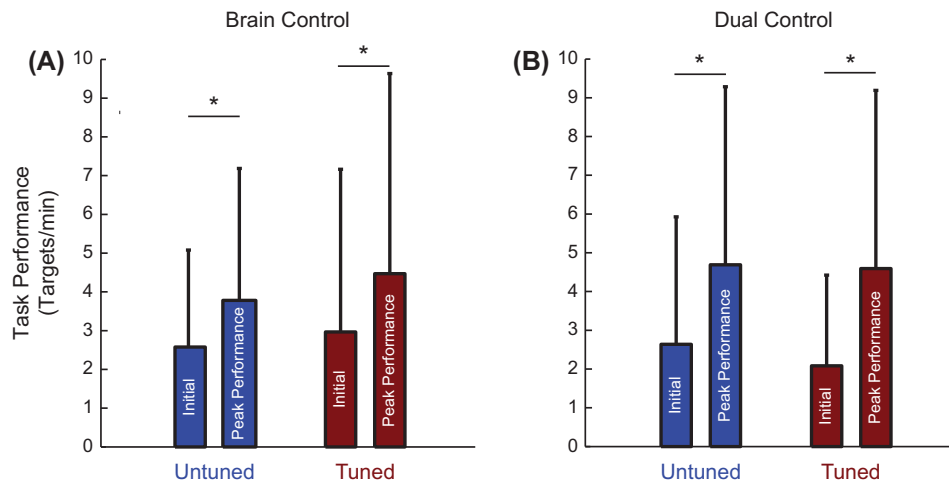 Brain Control
Dual Control
(A)
(B)
Task Performance
(Targets/min)
10
9
8
7
6
5
4
3
2
1
0
*
*
Initial
Peak Performance
Initial
Peak Performance
Untuned
Tuned
10
9
8
7
6
5
4
3
2
1
0
*
*
Initial
Peak Performance
Initial
Peak Performance
Untuned
Tuned